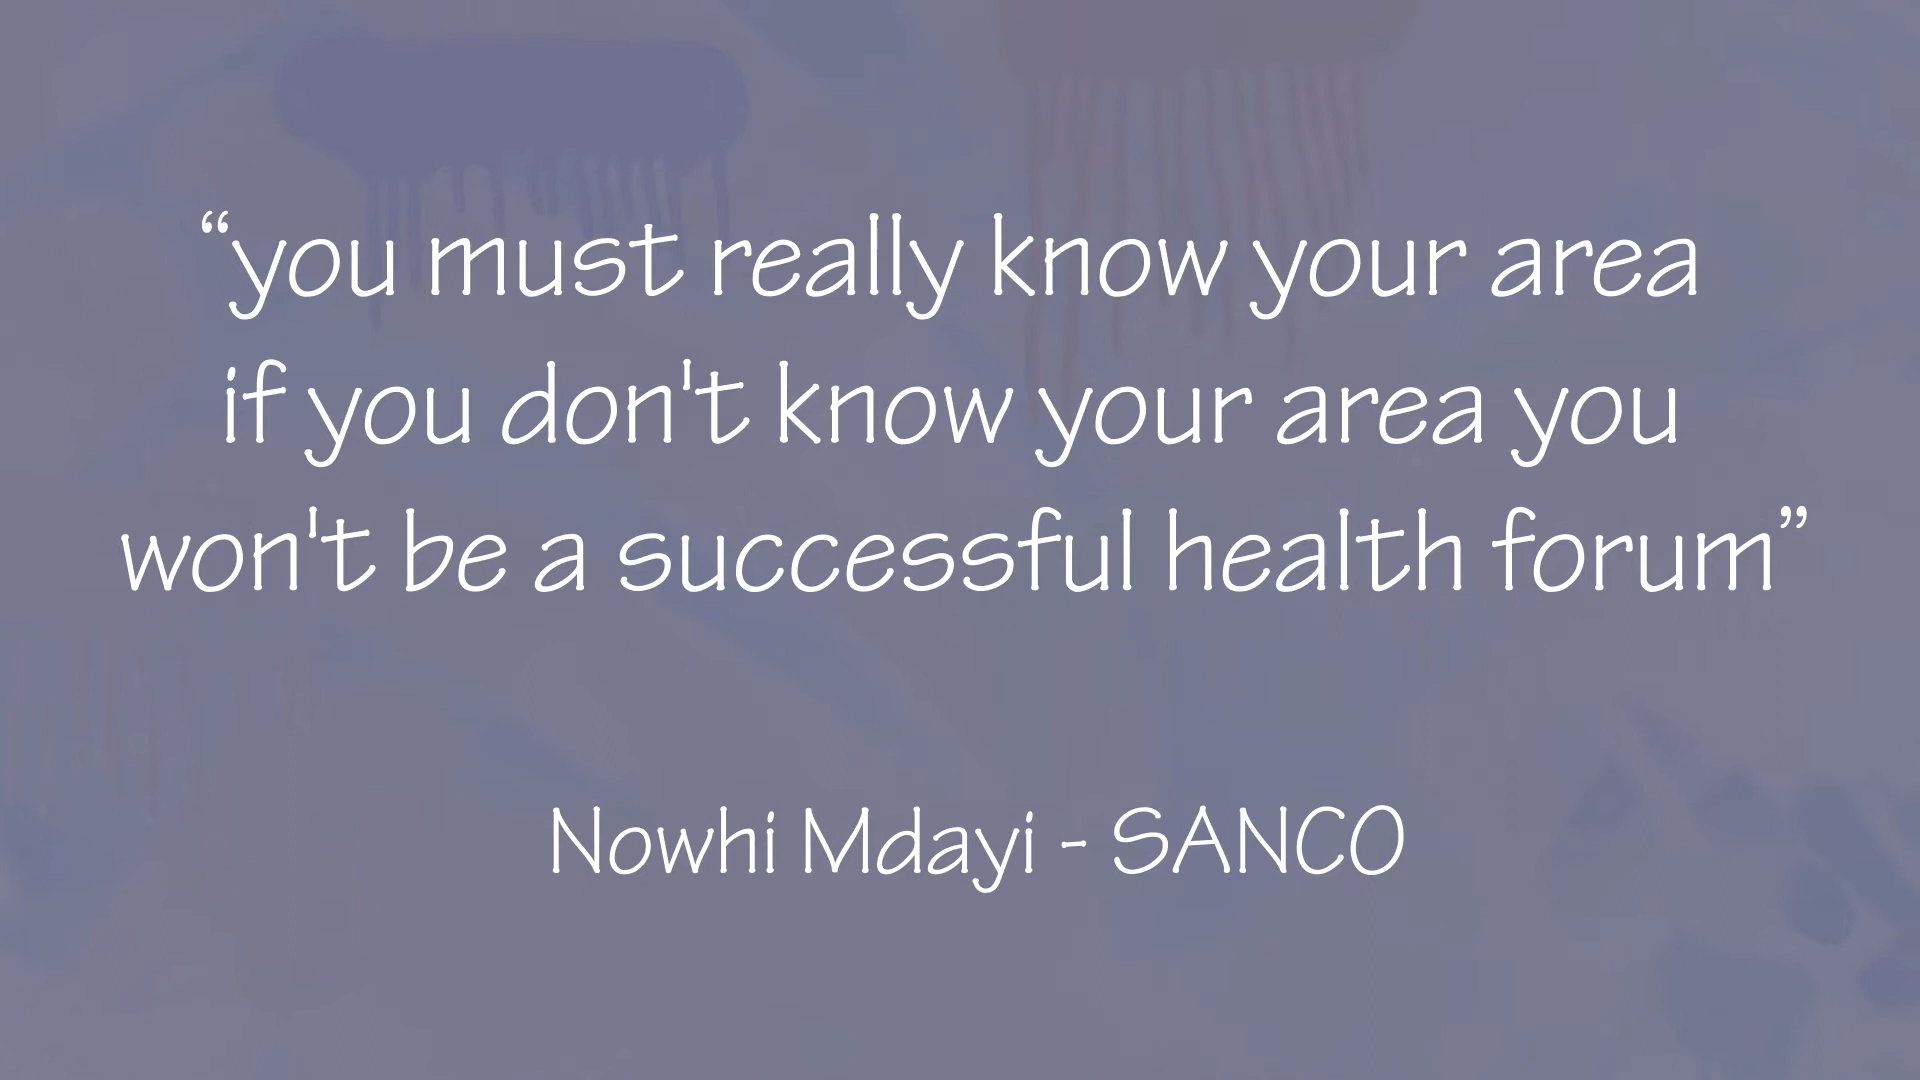 “you must really know your area
if you don't know your area you
won't be a successful health forum”
Nowhi Mdayi - SANCO